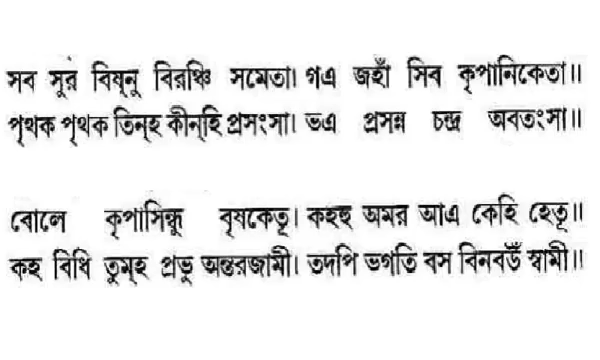 সব সুর বিষ্নু বিরঞ্চি সমেতা। গএ জহাঁ সিব কৃপানিকেতা॥
পৃথক পৃথক তিন্হ কীন্হি প্রসংসা। ভএ প্রসন্ন চন্দ্র অবতংসা॥
বোলে কৃপাসিন্ধু বৃষকেতূ। কহহু অমর আএ কেহি হেতূ॥
কহ বিধি তুম্হ প্রভু অন্তরজামী। তদপি ভগতি বস বিনবউঁ স্বামী॥